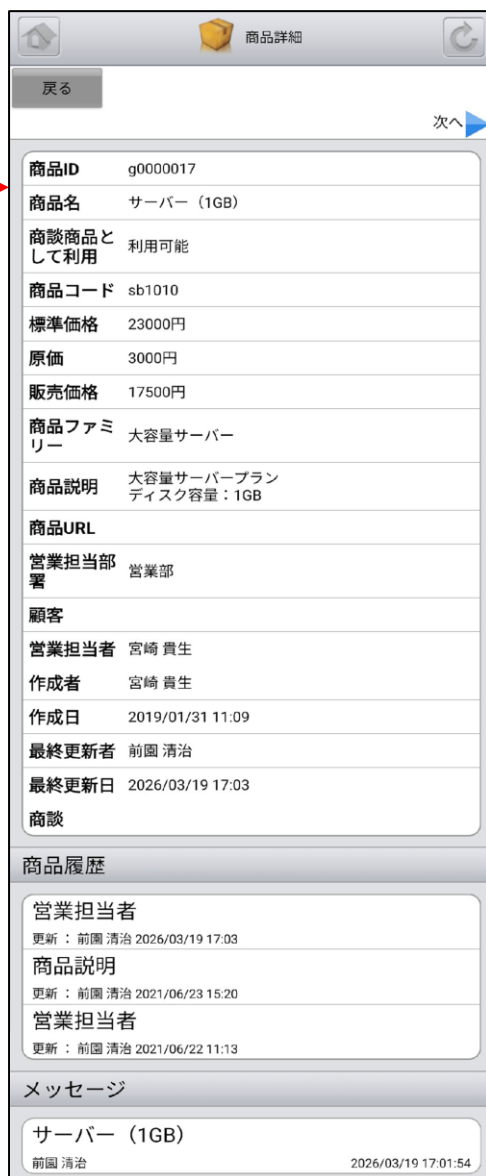 商品詳細
戻る
次へ
商品ID g0000017
商品名 サーバー（1GB）
商談商品と
して利用 利用可能
商品コード sb1010
標準価格 23000円
原価 3000円
販売価格 17500円
商品ファミ
リー 大容量サーバー
商品説明 大容量サーバープラン
ディスク容量：1GB
商品URL
営業担当部
署 営業部
顧客
営業担当者 宮崎 貴生
作成者 宮崎 貴生
作成日 2019/01/31 11:09
最終更新者 前園 清治
最終更新日 2026/03/19 17:03
商談
商品履歴
営業担当者
更新 ： 前園 清治 2026/03/19 17:03
商品説明
更新 ： 前園 清治 2021/06/23 15:20
営業担当者
更新 ： 前園 清治 2021/06/22 11:13
メッセージ
サーバー（1GB）
前園 清治 2026/03/19 17:01:54